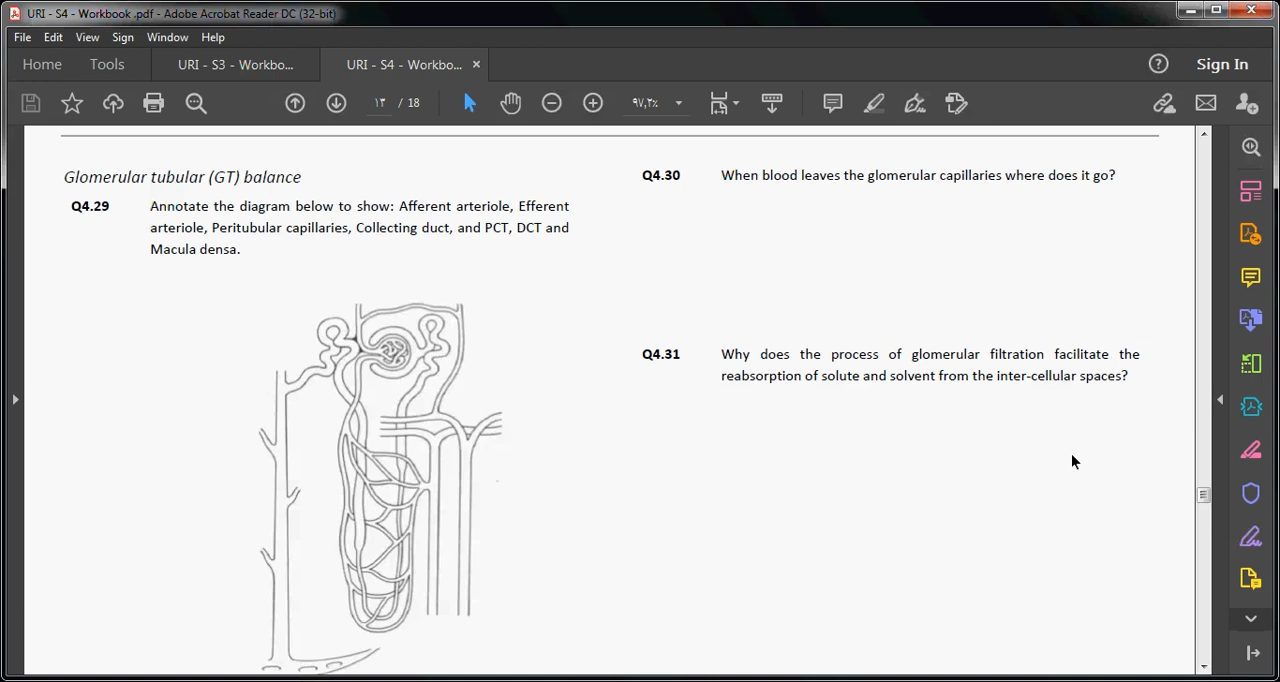 URI - S4 - Workbook .pdf - Adobe Acrobat Reader DC (32-bit)
File Edit View Sign Window Help
Home Tools URI - S3 - Workbo... URI - S4 - Workbo... × Sign In
١٣ / 18 ٩٧,٢٪
Glomerular tubular (GT) balance
Q4.29 Annotate the diagram below to show: Afferent arteriole, Efferent
arteriole, Peritubular capillaries, Collecting duct, and PCT, DCT and
Macula densa.
Q4.30 When blood leaves the glomerular capillaries where does it go?
Q4.31 Why does the process of glomerular filtration facilitate the
reabsorption of solute and solvent from the inter-cellular spaces?